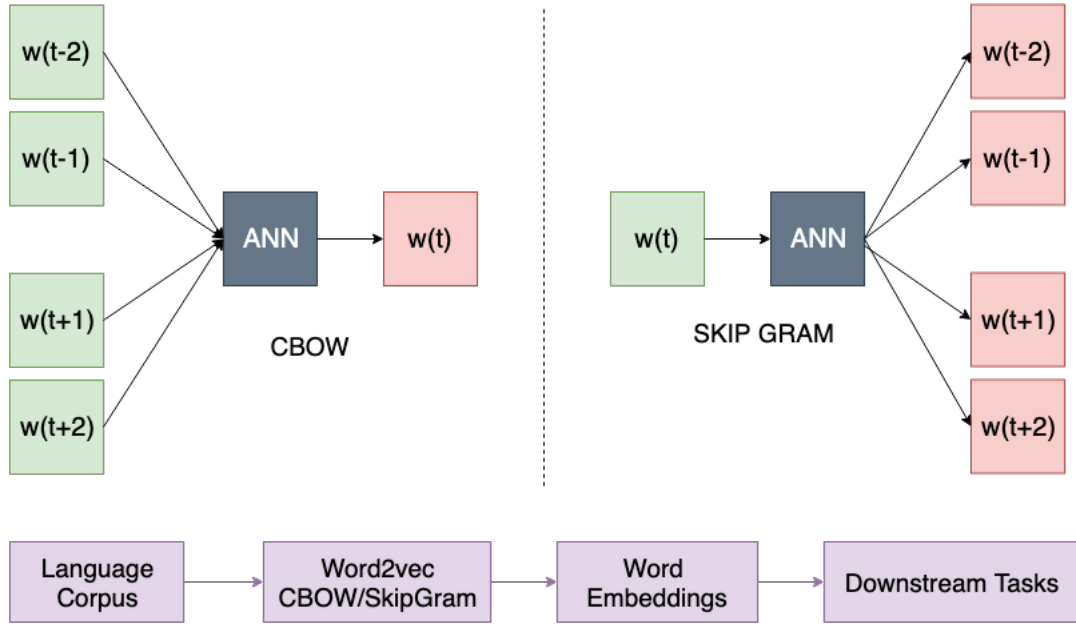 w(t-2)
w(t-1)
w(t+1)
w(t+2)
ANN
w(t)
CBOW
w(t)
ANN
SKIP GRAM
w(t-2)
w(t-1)
w(t+1)
w(t+2)
Language
Corpus
Word2vec
CBOW/SkipGram
Word
Embeddings
Downstream Tasks